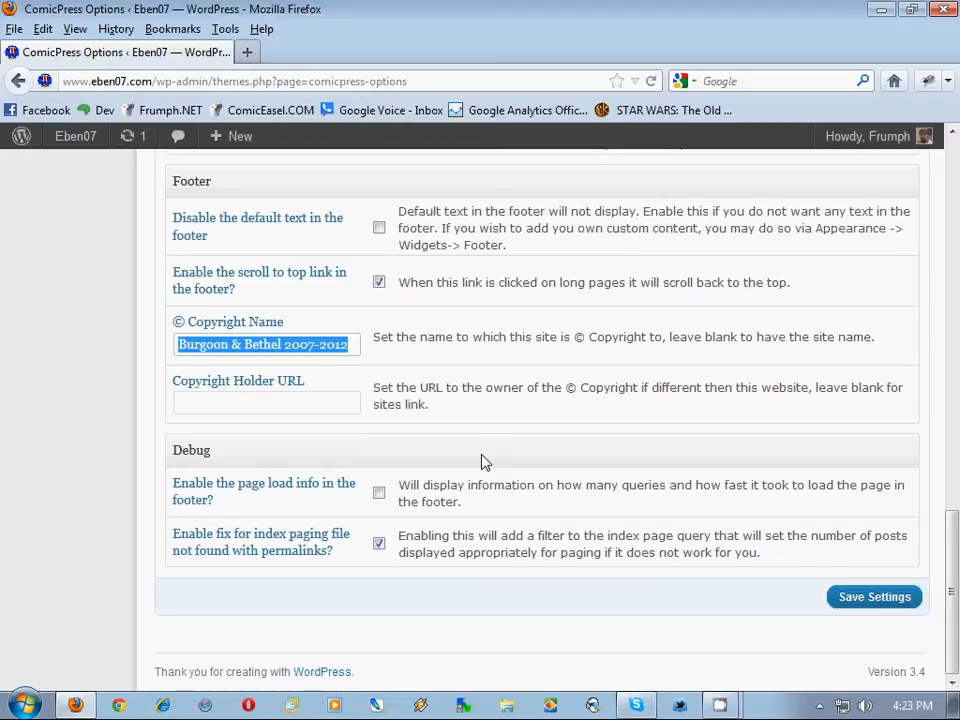 ComicPress Options ‹ Eben07 — WordPress - Mozilla Firefox
File Edit View History Bookmarks Tools Help
ComicPress Options ‹ Eben07 — WordPr... +
www.eben07.com/wp-admin/themes.php?page=comicpress-options Google
Facebook Dev Frumph.NET ComicEasel.COM Google Voice - Inbox Google Analytics Offic... STAR WARS: The Old ...
Eben07 1 + New Howdy, Frumph
Footer
Disable the default text in the footer
Default text in the footer will not display. Enable this if you do not want any text in the
footer. If you wish to add you own custom content, you may do so via Appearance ->
Widgets-> Footer.
Enable the scroll to top link in
the footer?
When this link is clicked on long pages it will scroll back to the top.
© Copyright Name
Burgoon & Bethel 2007-2012
Set the name to which this site is © Copyright to, leave blank to have the site name.
Copyright Holder URL
Set the URL to the owner of the © Copyright if different then this website, leave blank for
sites link.
Debug
Enable the page load info in the
footer?
Will display information on how many queries and how fast it took to load the page in
the footer.
Enable fix for index paging file
not found with permalinks?
Enabling this will add a filter to the index page query that will set the number of posts
displayed appropriately for paging if it does not work for you.
Save Settings
Thank you for creating with WordPress.
Version 3.4
4:23 PM